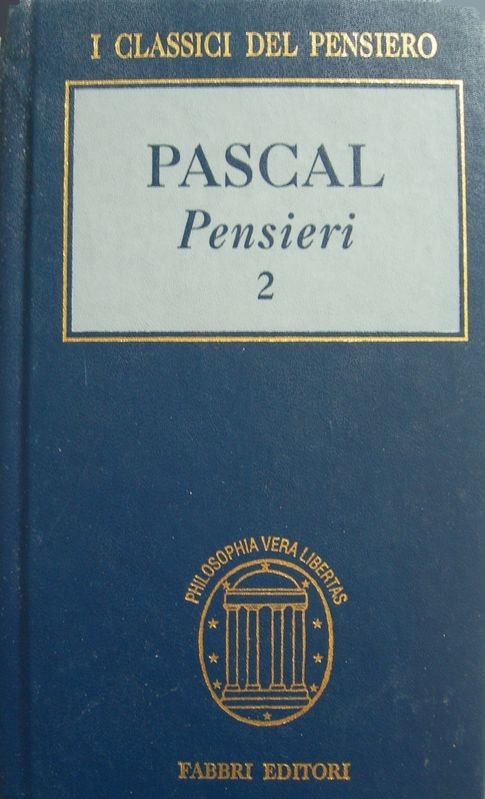 I CLASSICI DEL PENSIERO
PASCAL
Pensieri
2
PHILOSOPHIA VERA LIBERTAS
FABBRI EDITORI